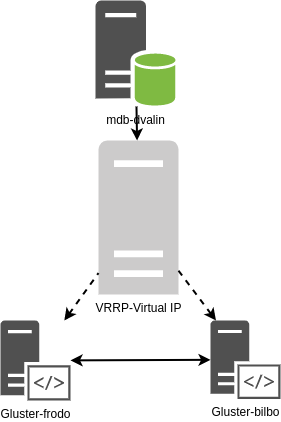 mdb-dvalin
VRRP-Virtual IP
</>
</>
Gluster-frodo
Gluster-bilbo